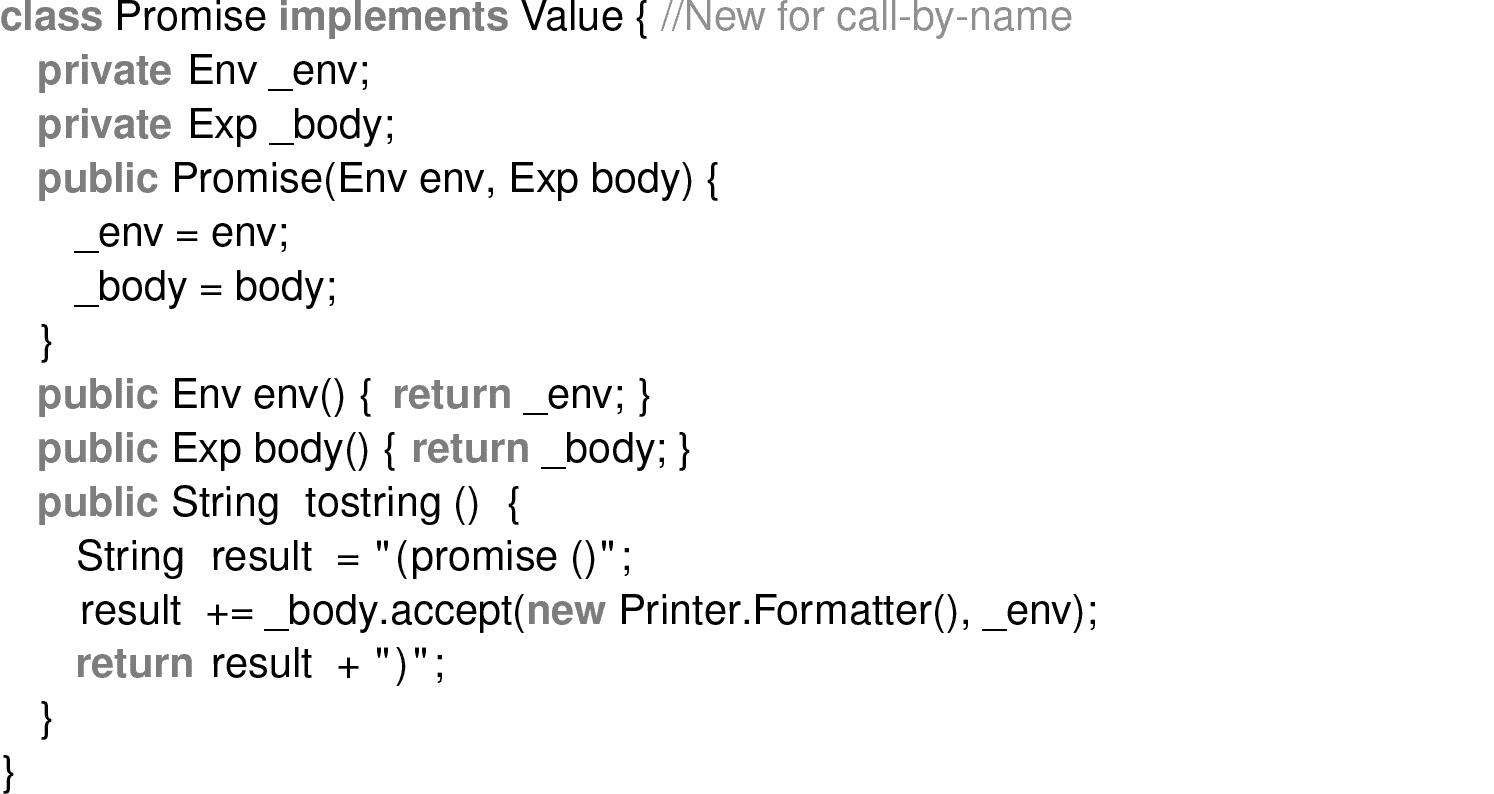 class Promise implements Value { //New for call-by-name
private Env _env;
private Exp _body;
public Promise(Env env, Exp body) {
_env = env;
_body = body;
}
public Env env() { return _env; }
public Exp body() { return _body; }
public String tostring () {
String result = "(promise ()";
result += _body.accept(new Printer.Formatter(), _env);
return result + ")";
}
}